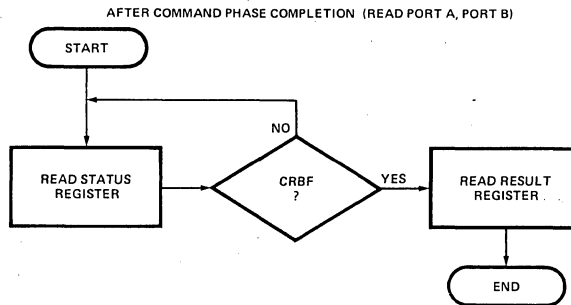 AFTER COMMAND PHASE COMPLETION (READ PORT A, PORT B)
START
NO
READ STATUS
REGISTER
CRBF
?
YES
READ RESULT
REGISTER
END